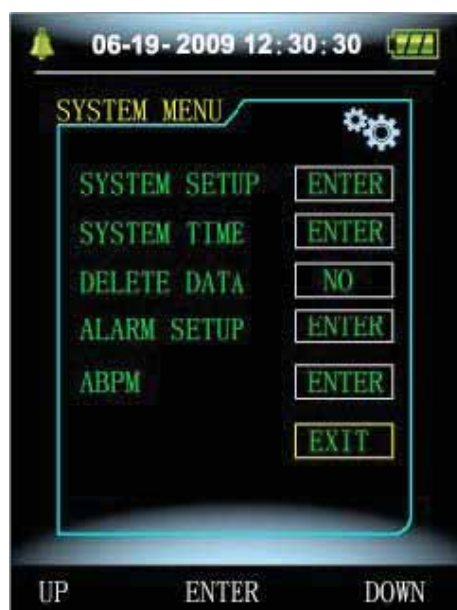 06-19-2009 12:30:30
SYSTEM MENU
SYSTEM SETUP ENTER
SYSTEM TIME ENTER
DELETE DATA NO
ALARM SETUP ENTER
ABPM ENTER
EXIT
UP ENTER DOWN